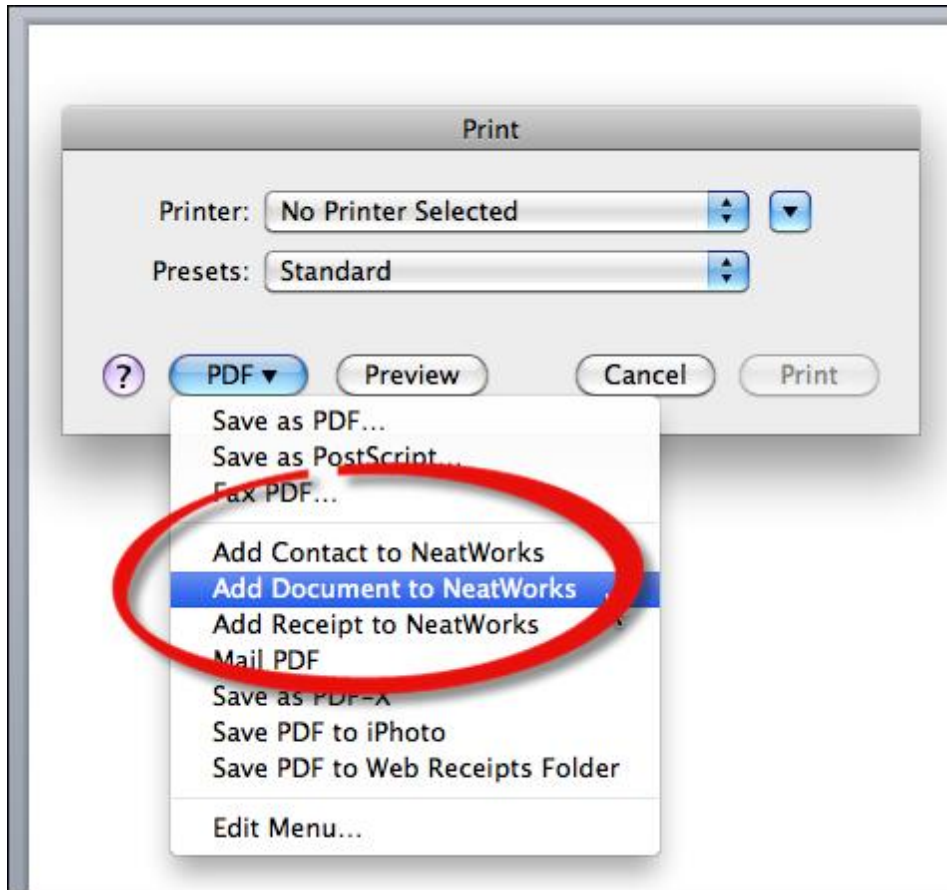 Print
Printer: No Printer Selected
Presets: Standard
? PDF Preview Cancel Print
Save as PDF...
Save as PostScript...
Fax PDF...
Add Contact to NeatWorks
Add Document to NeatWorks
Add Receipt to NeatWorks
Mail PDF
Save as PDF-X
Save PDF to iPhoto
Save PDF to Web Receipts Folder
Edit Menu...